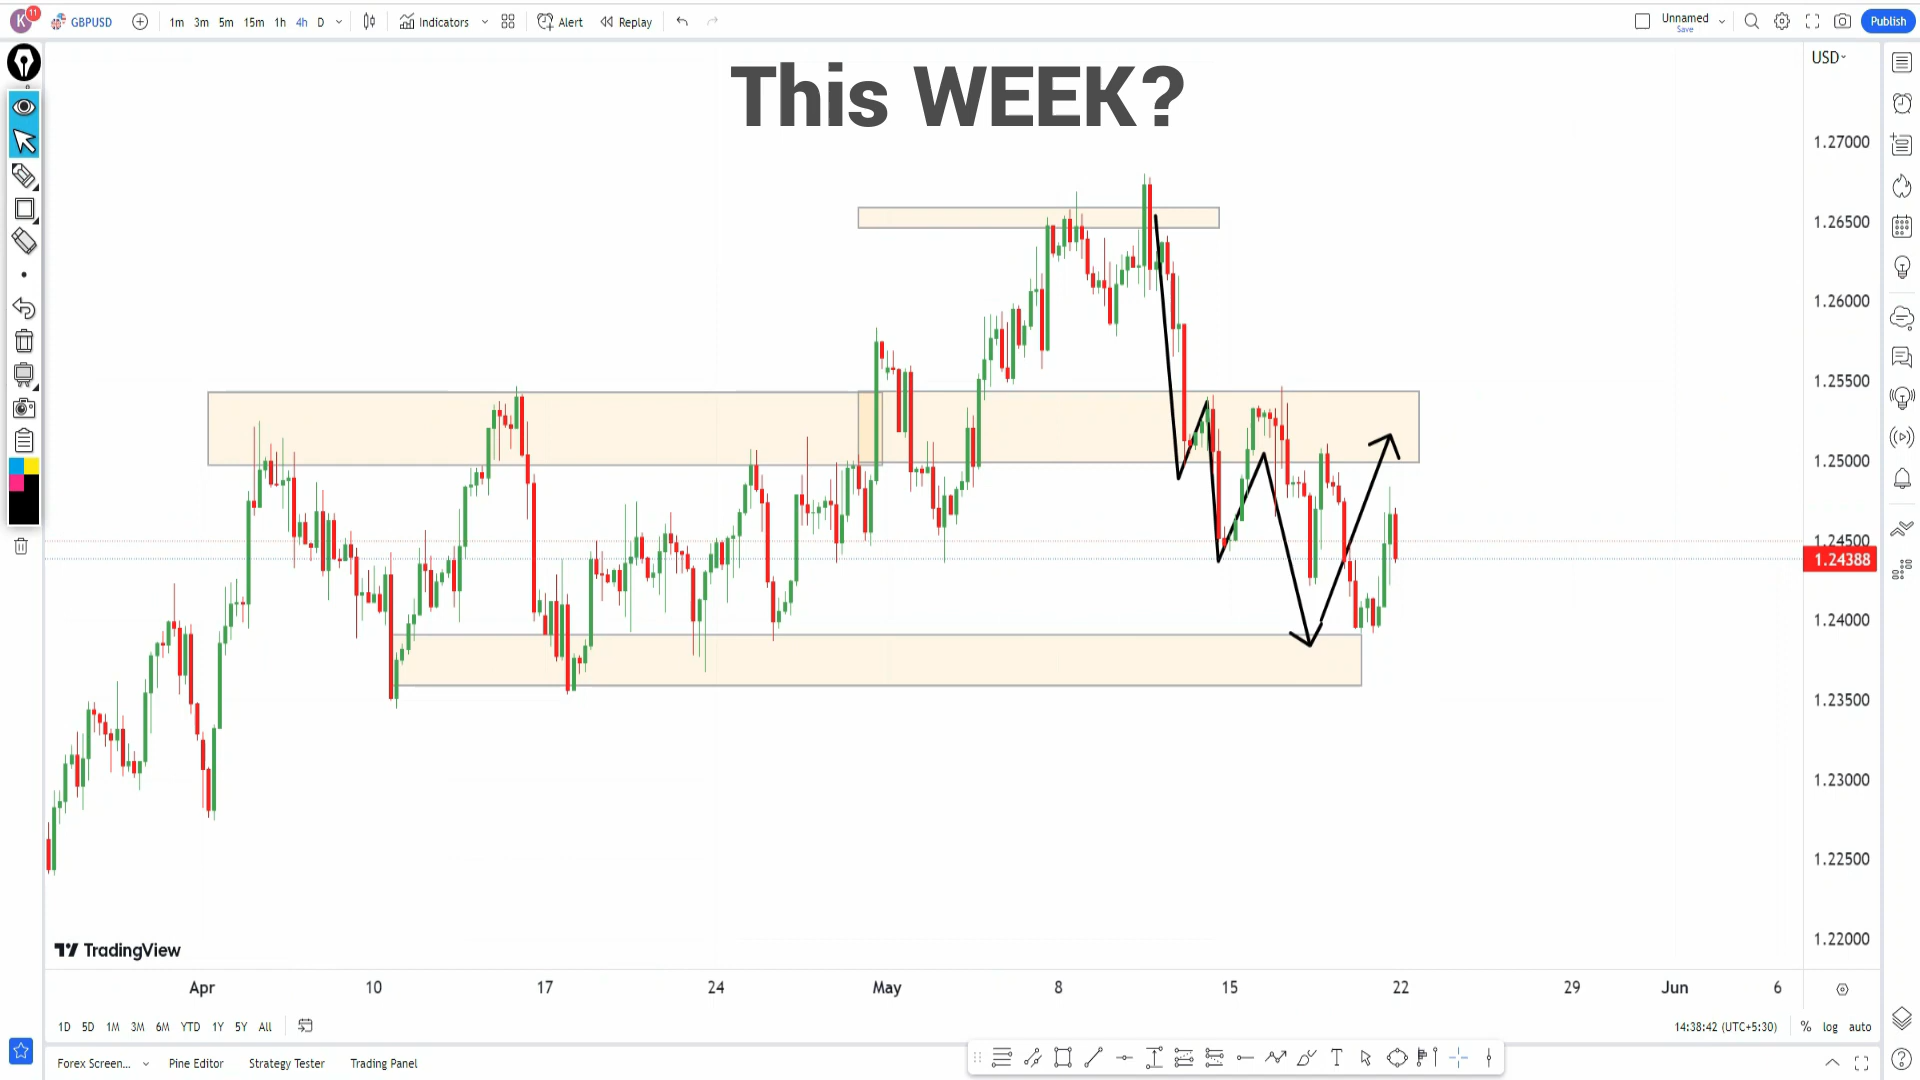 K 11 GBPUSD 1m 3m 5m 15m 1h 4h D Indicators Alert Replay Unnamed Publish
Save
This WEEK?
USD
1.27000
1.26500
1.26000
1.25500
1.25000
1.24500
1.24388
1.24000
1.23500
1.23000
1.22500
1.22000
TradingView
Apr 10 17 24 May 8 15 22 29 Jun 6
1D 5D 1M 3M 6M YTD 1Y 5Y All 14:38:42 (UTC+5:30) % log auto
Forex Screen... Pine Editor Strategy Tester Trading Panel